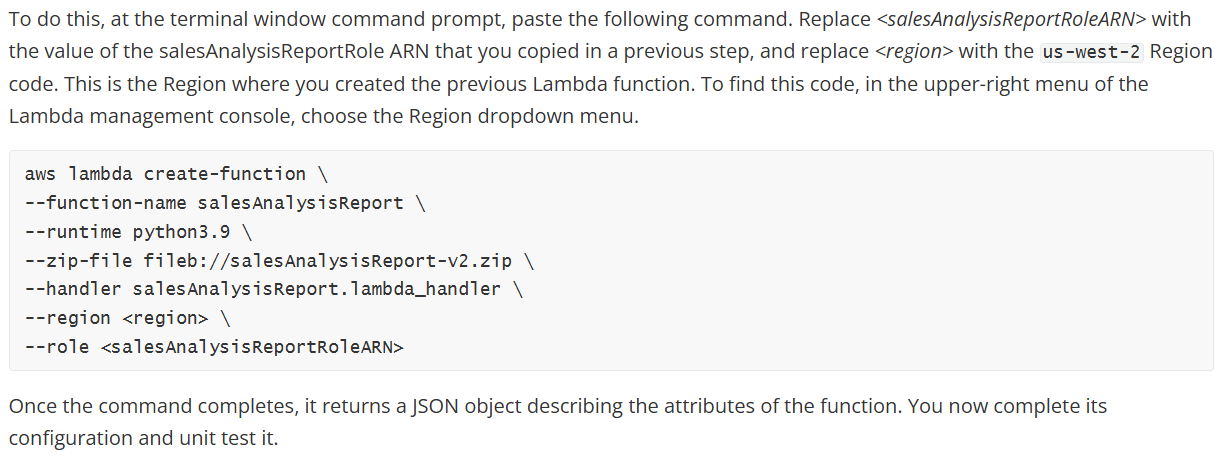 To do this, at the terminal window command prompt, paste the following command. Replace <salesAnalysisReportRoleARN> with
the value of the salesAnalysisReportRole ARN that you copied in a previous step, and replace <region> with the us-west-2 Region
code. This is the Region where you created the previous Lambda function. To find this code, in the upper-right menu of the
Lambda management console, choose the Region dropdown menu.
aws lambda create-function \
--function-name salesAnalysisReport \
--runtime python3.9 \
--zip-file fileb://salesAnalysisReport-v2.zip \
--handler salesAnalysisReport.lambda_handler \
--region <region> \
--role <salesAnalysisReportRoleARN>
Once the command completes, it returns a JSON object describing the attributes of the function. You now complete its
configuration and unit test it.